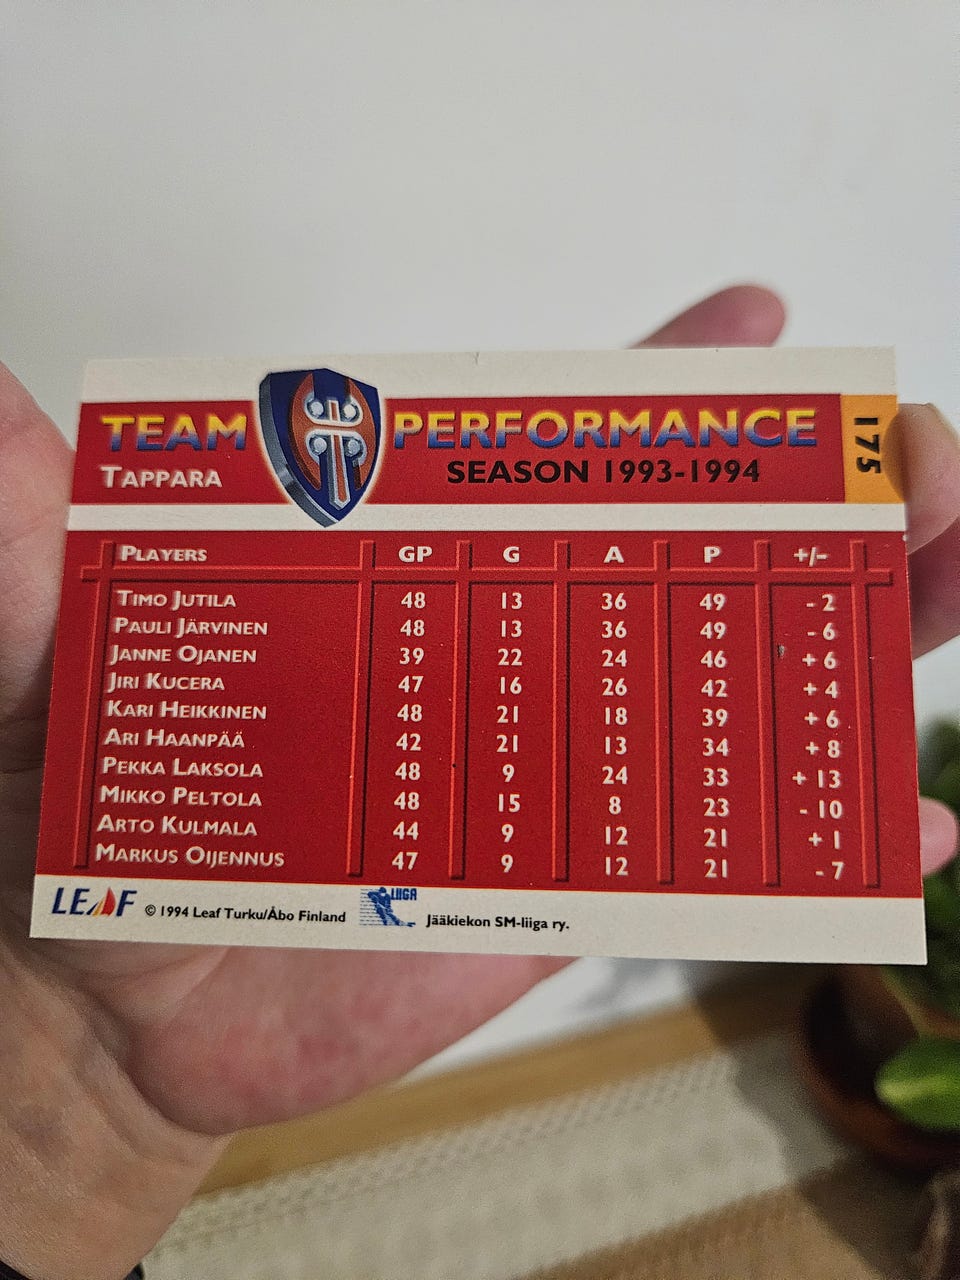 TEAM PERFORMANCE
TAPPARA
SEASON 1993-1994
175
PLAYERS GP G A P +/-
TIMO JUTILA 48 13 36 49 - 2
PAULI JÄRVINEN 48 13 36 49 - 6
JANNE OJANEN 39 22 24 46 + 6
JIRI KUCERA 47 16 26 42 + 4
KARI HEIKKINEN 48 21 18 39 + 6
ARI HAANPÄÄ 42 21 13 34 + 8
PEKKA LAKSOLA 48 9 24 33 + 13
MIKKO PELTOLA 48 15 8 23 - 10
ARTO KULMALA 44 9 12 21 + 1
MARKUS OIJENNUS 47 9 12 21 - 7
LEAF © 1994 Leaf Turku/Åbo Finland LIIGA Jääkiekon SM-liiga ry.